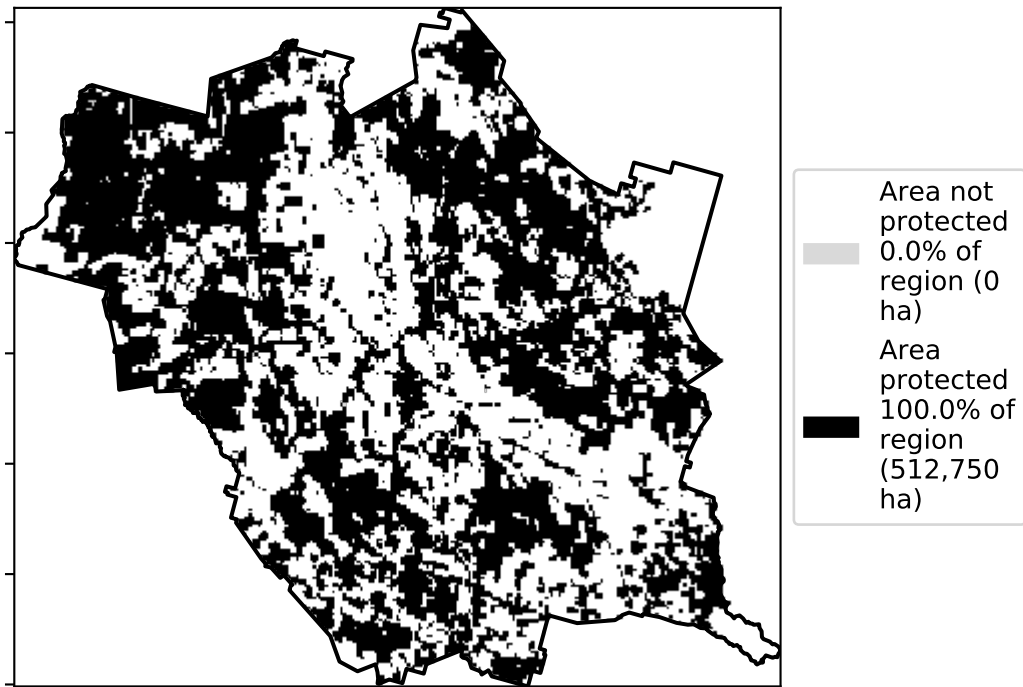 Area not
protected
0.0% of
region (0
ha)
Area
protected
100.0% of
region
(512,750
ha)